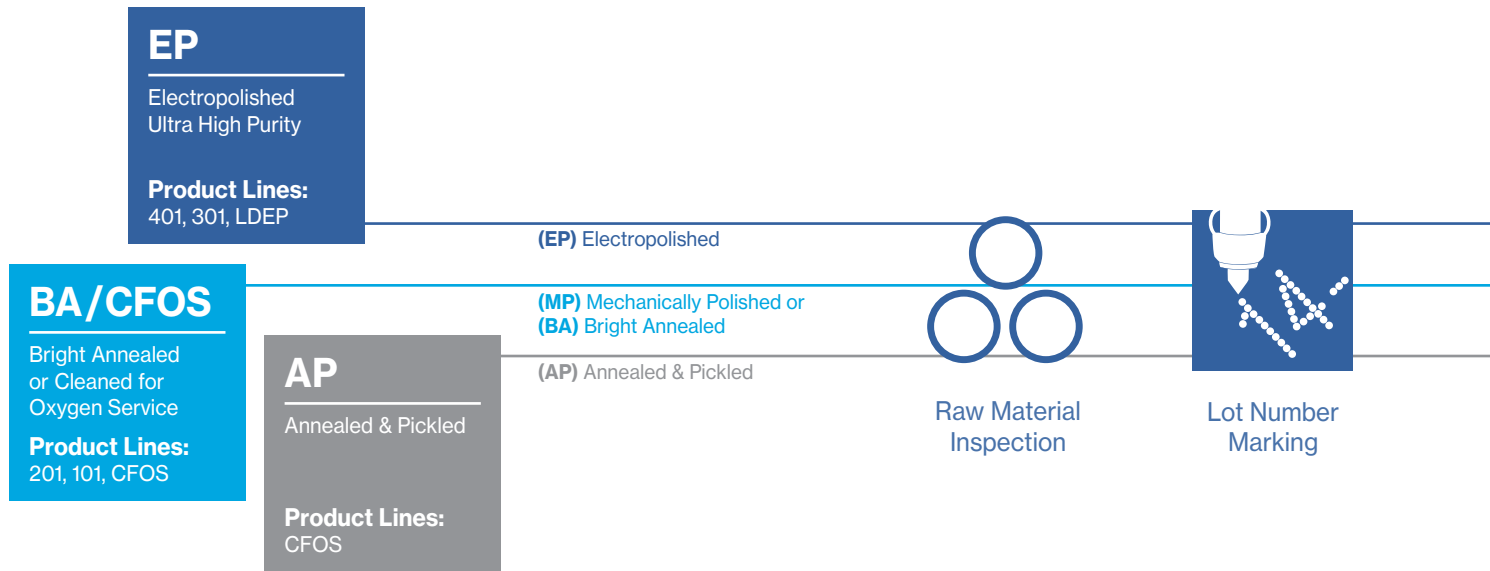 EP
Electropolished
Ultra High Purity
Product Lines:
401, 301, LDEP
BA/CFOS
Bright Annealed
or Cleaned for
Oxygen Service
Product Lines:
201, 101, CFOS
AP
Annealed & Pickled
Product Lines:
CFOS
(EP) Electropolished
(MP) Mechanically Polished or
(BA) Bright Annealed
(AP) Annealed & Pickled
Raw Material
Inspection
Lot Number
Marking